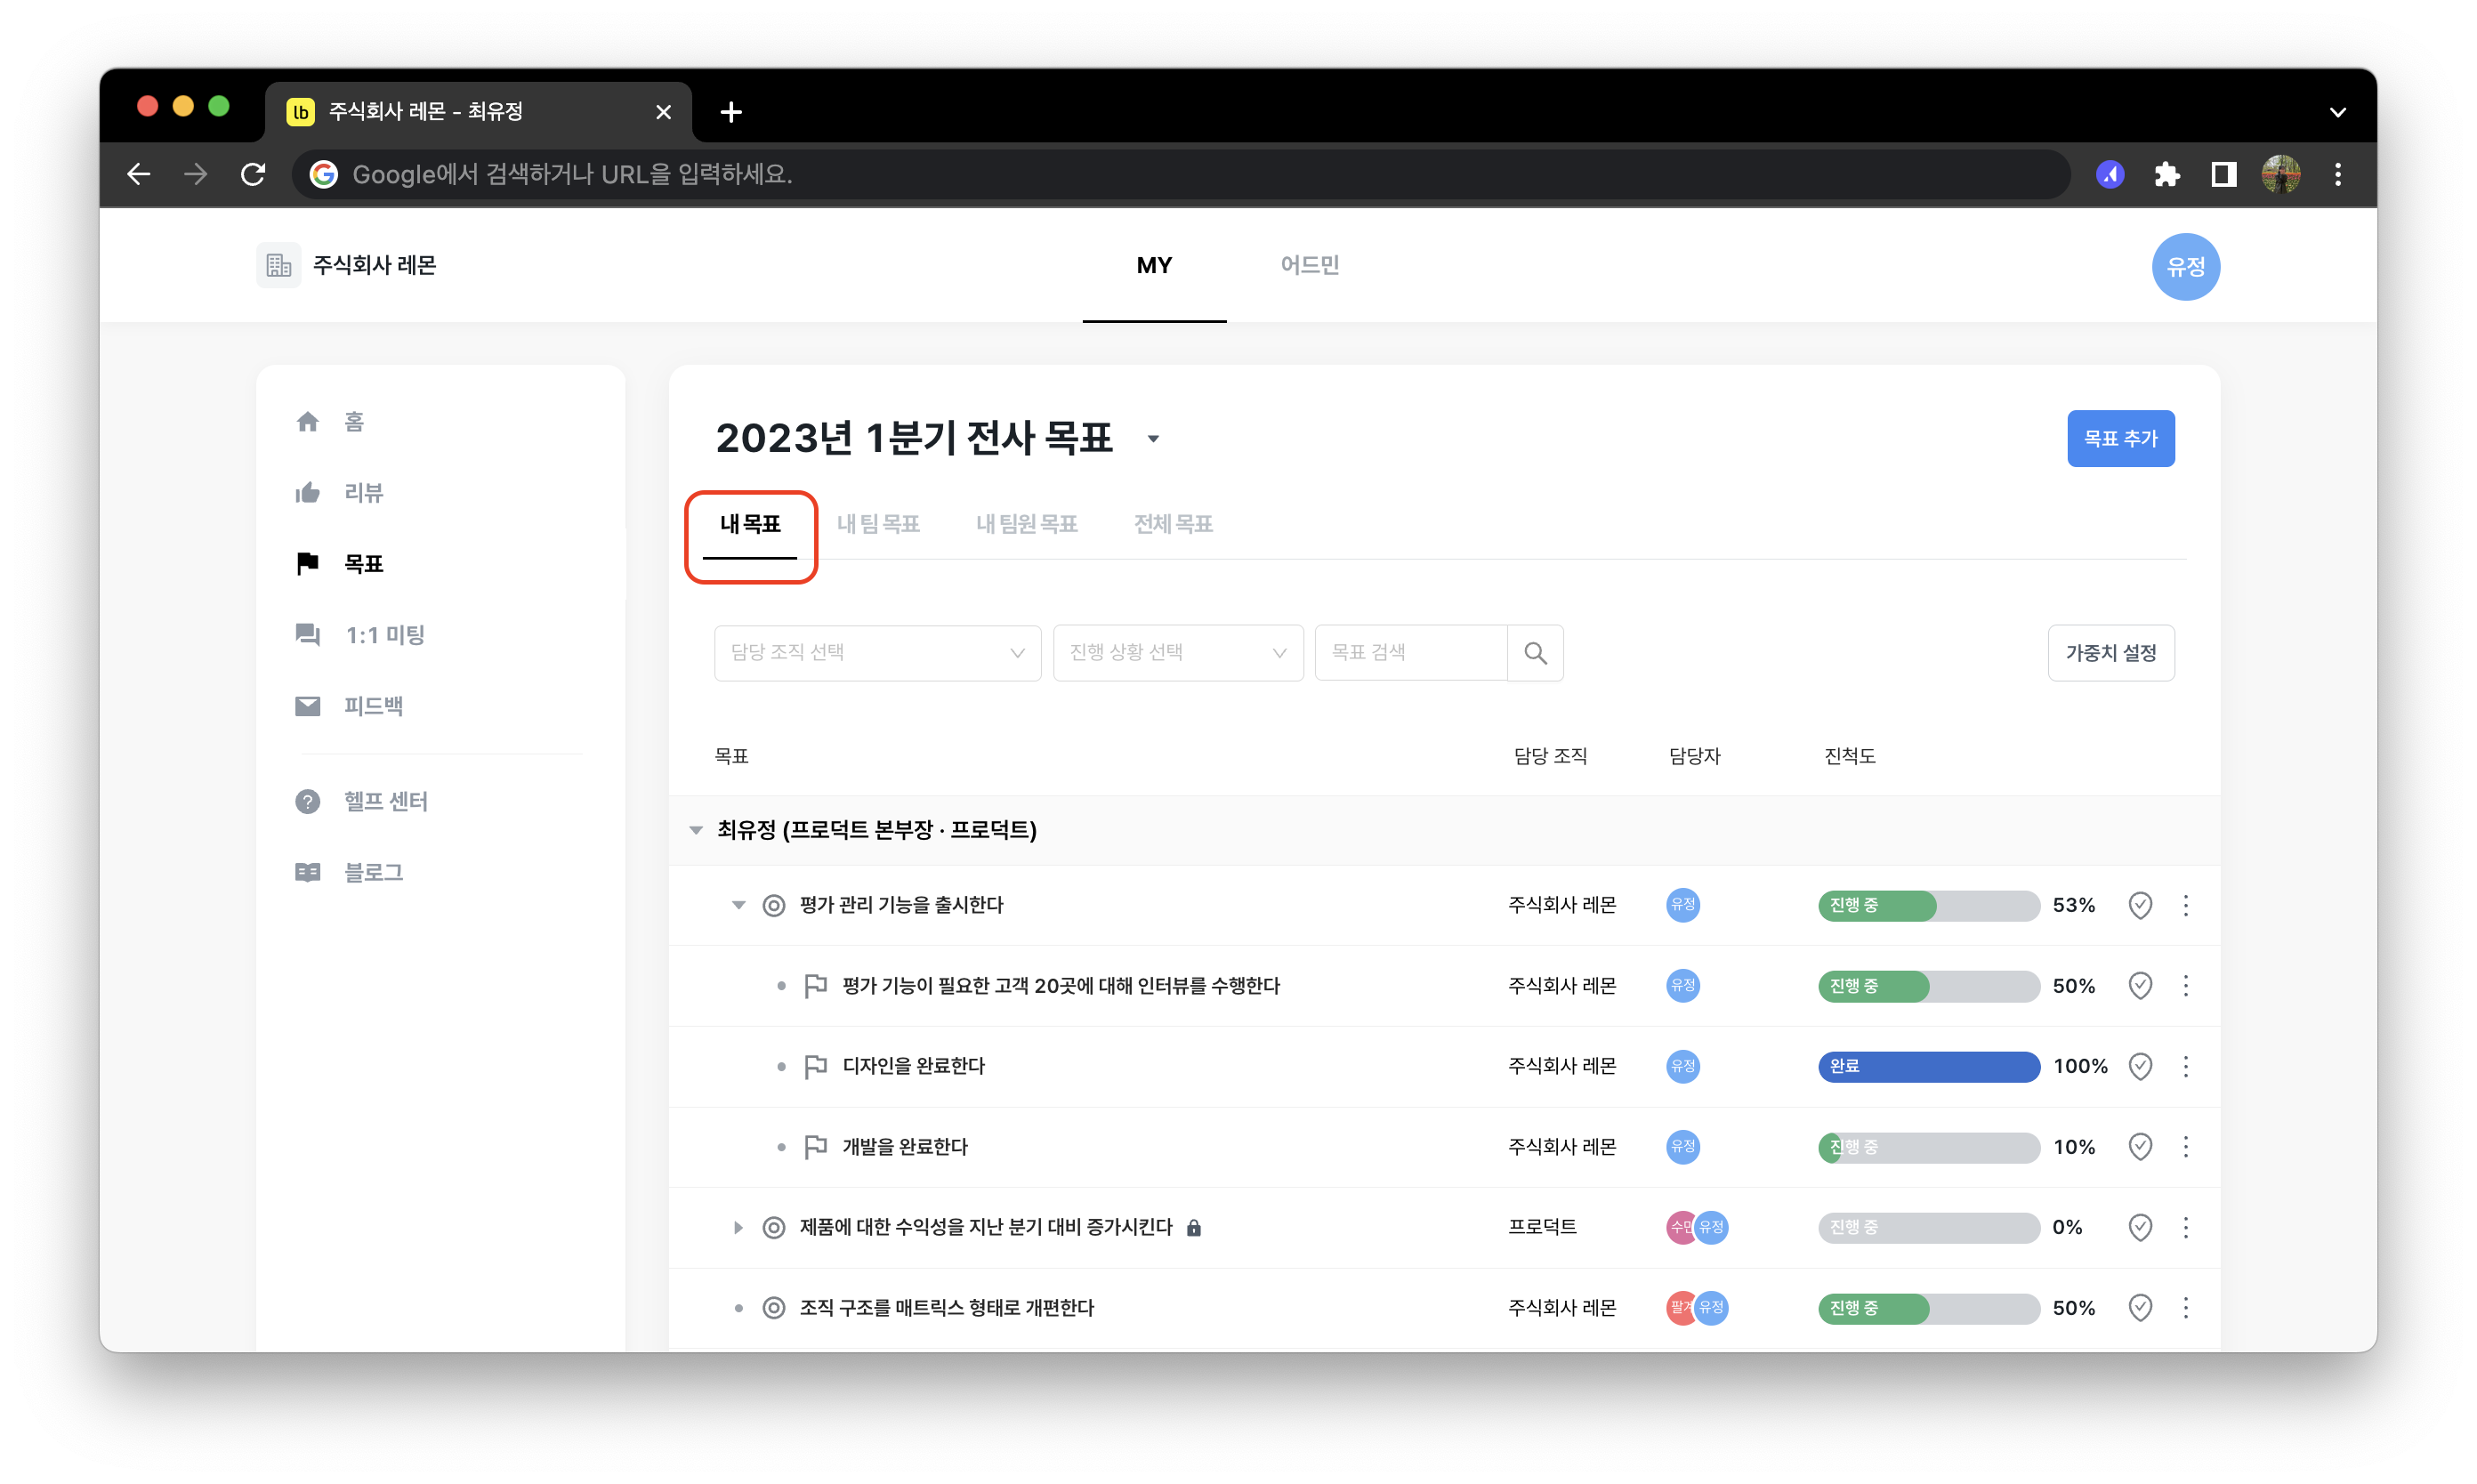 lb 주식회사 레몬 - 최유정
Google에서 검색하거나 URL을 입력하세요.
주식회사 레몬
MY 어드민
유정
홈
리뷰
목표
1:1 미팅
피드백
헬프 센터
블로그
2023년 1분기 전사 목표
목표 추가
내 목표 내 팀 목표 내 팀원 목표 전체 목표
담당 조직 선택 진행 상황 선택 목표 검색 가중치 설정
목표 담당 조직 담당자 진척도
최유정 (프로덕트 본부장 · 프로덕트)
평가 관리 기능을 출시한다 주식회사 레몬 유정 진행 중 53%
평가 기능이 필요한 고객 20곳에 대해 인터뷰를 수행한다 주식회사 레몬 유정 진행 중 50%
디자인을 완료한다 주식회사 레몬 유정 완료 100%
개발을 완료한다 주식회사 레몬 유정 진행 중 10%
제품에 대한 수익성을 지난 분기 대비 증가시킨다 프로덕트 유정 진행 중 0%
조직 구조를 매트릭스 형태로 개편한다 주식회사 레몬 유정 진행 중 50%